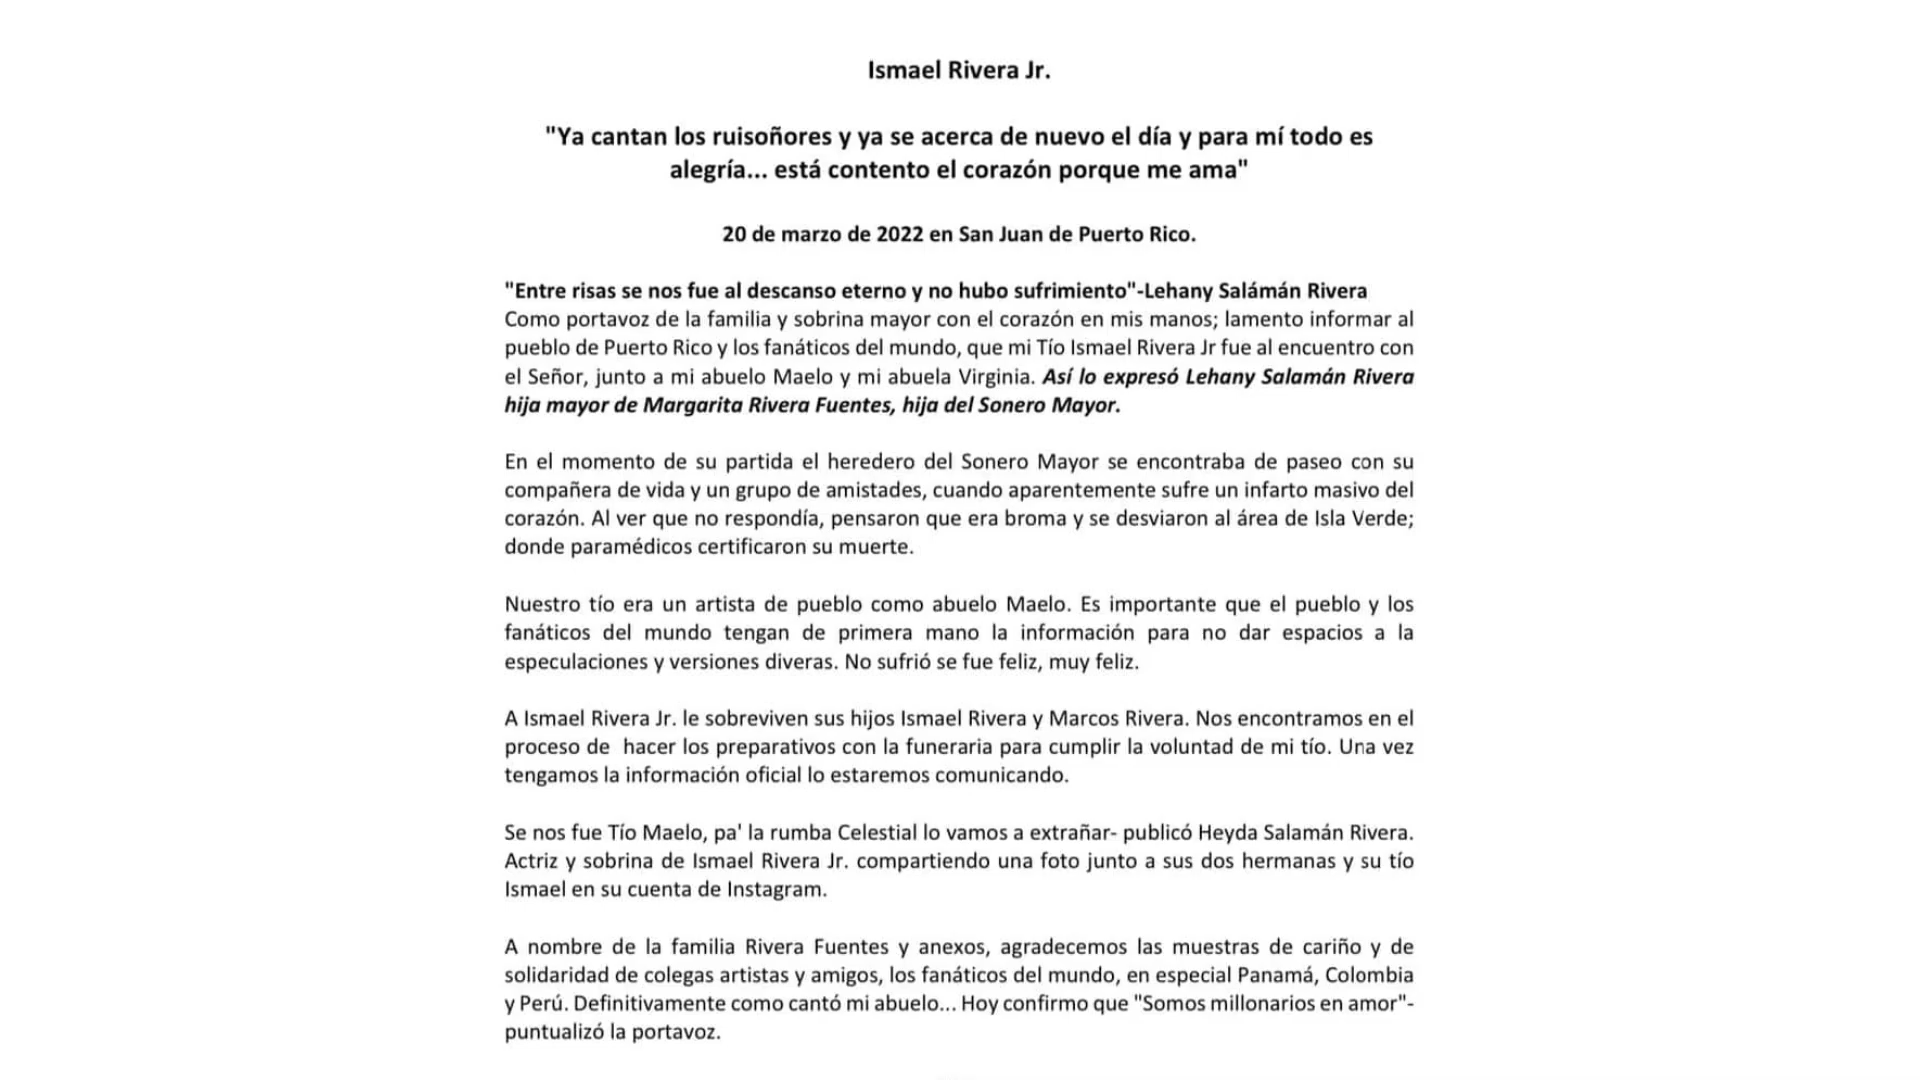 Ismael Rivera Jr.
"Ya cantan los ruisoñores y ya se acerca de nuevo el día y para mí todo es
alegría... está contento el corazón porque me ama"
20 de marzo de 2022 en San Juan de Puerto Rico.
"Entre risas se nos fue al descanso eterno y no hubo sufrimiento"-Lehany Salámán Rivera
Como portavoz de la familia y sobrina mayor con el corazón en mis manos; lamento informar al
pueblo de Puerto Rico y los fanáticos del mundo, que mi Tío Ismael Rivera Jr fue al encuentro con
el Señor, junto a mi abuelo Maelo y mi abuela Virginia. Así lo expresó Lehany Salamán Rivera
hija mayor de Margarita Rivera Fuentes, hija del Sonero Mayor.
En el momento de su partida el heredero del Sonero Mayor se encontraba de paseo con su
compañera de vida y un grupo de amistades, cuando aparentemente sufre un infarto masivo del
corazón. Al ver que no respondía, pensaron que era broma y se desviaron al área de Isla Verde;
donde paramédicos certificaron su muerte.
Nuestro tío era un artista de pueblo como abuelo Maelo. Es importante que el pueblo y los
fanáticos del mundo tengan de primera mano la información para no dar espacios a la
especulaciones y versiones diveras. No sufrió se fue feliz, muy feliz.
A Ismael Rivera Jr. le sobreviven sus hijos Ismael Rivera y Marcos Rivera. Nos encontramos en el
proceso de hacer los preparativos con la funeraria para cumplir la voluntad de mi tío. Una vez
tengamos la información oficial lo estaremos comunicando.
Se nos fue Tío Maelo, pa' la rumba Celestial lo vamos a extrañar- publicó Heyda Salamán Rivera.
Actriz y sobrina de Ismael Rivera Jr. compartiendo una foto junto a sus dos hermanas y su tío
Ismael en su cuenta de Instagram.
A nombre de la familia Rivera Fuentes y anexos, agradecemos las muestras de cariño y de
solidaridad de colegas artistas y amigos, los fanáticos del mundo, en especial Panamá, Colombia
y Perú. Definitivamente como cantó mi abuelo... Hoy confirmo que "Somos millonarios en amor"-
puntualizó la portavoz.